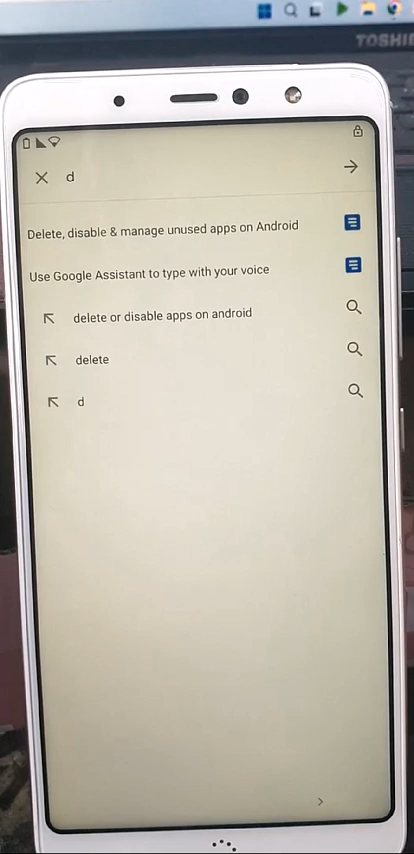 TOSHIB
d
Delete, disable & manage unused apps on Android
Use Google Assistant to type with your voice
delete or disable apps on android
delete
d